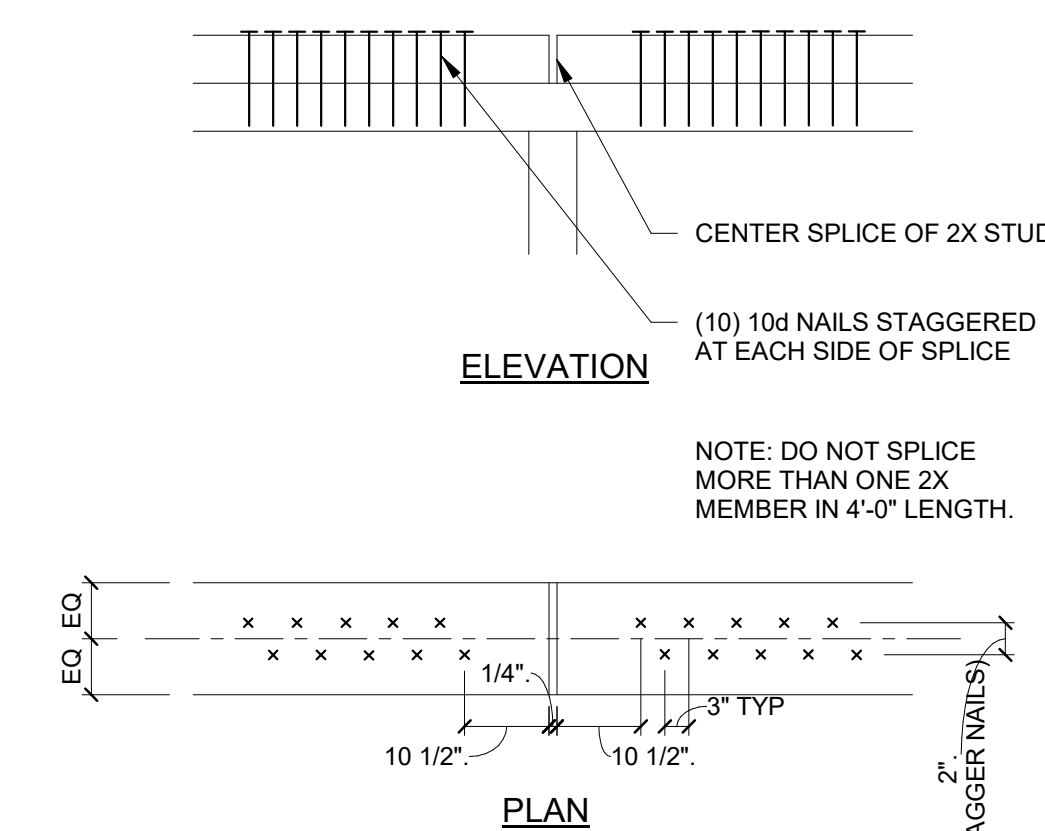 CENTER SPLICE OF 2X STUD
(10) 10d NAILS STAGGERED
AT EACH SIDE OF SPLICE
ELEVATION
NOTE: DO NOT SPLICE
MORE THAN ONE 2X
MEMBER IN 4'-0" LENGTH.
EQ
EQ
1/4".
3" TYP
10 1/2".
10 1/2".
2".
NAILS)
PLAN